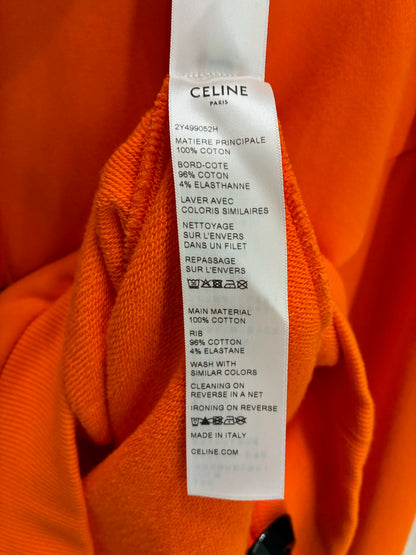 CELINE
PARIS
2Y499052H
MATIERE PRINCIPALE
100% COTON
BORD-COTE
96% COTON
4% ELASTHANNE
LAVER AVEC
COLORIS SIMILAIRES
NETTOYAGE
SUR L'ENVERS
DANS UN FILET
REPASSAGE
SUR L'ENVERS
MAIN MATERIAL
100% COTTON
RIB
96% COTTON
4% ELASTANE
WASH WITH
SIMILAR COLORS
CLEANING ON
REVERSE IN A NET
IRONING ON REVERSE
MADE IN ITALY
CELINE.COM